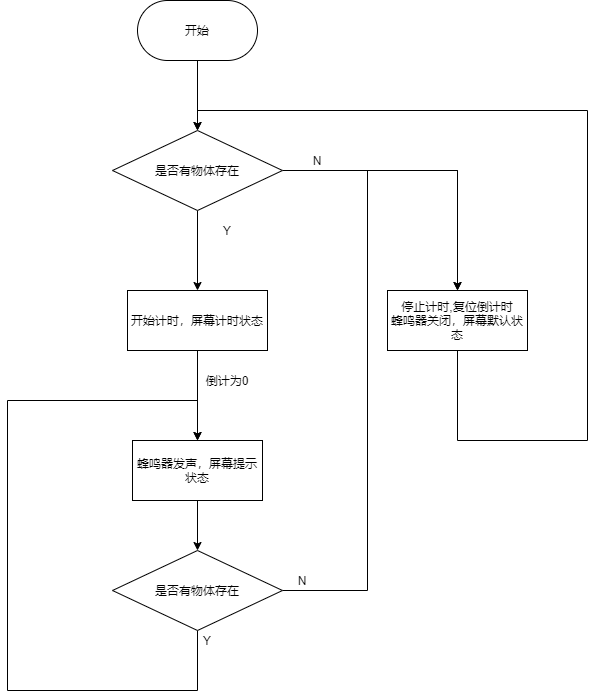 开始
是否有物体存在
N
Y
开始计时，屏幕计时状态
停止计时,复位倒计时
蜂鸣器关闭，屏幕默认状
态
倒计为0
蜂鸣器发声，屏幕提示
状态
是否有物体存在
N
Y